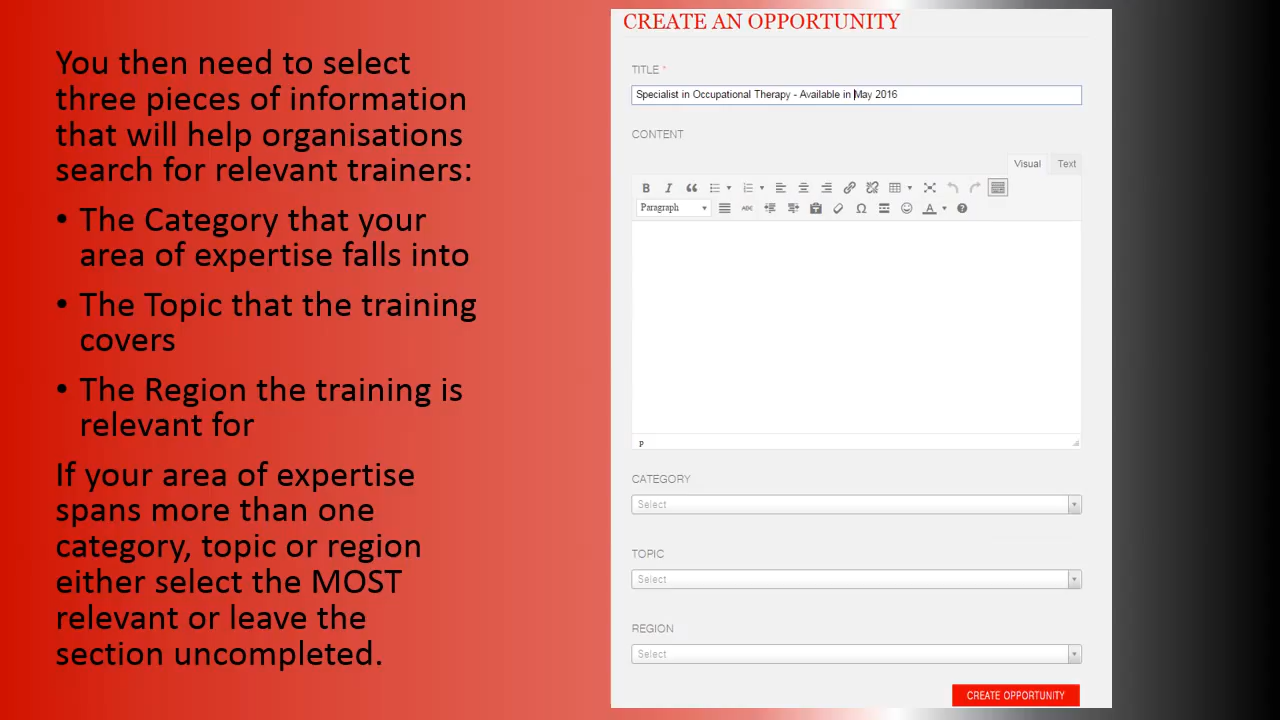 You then need to select
three pieces of information
that will help organisations
search for relevant trainers:
• The Category that your
area of expertise falls into
• The Topic that the training
covers
• The Region the training is
relevant for
If your area of expertise
spans more than one
category, topic or region
either select the MOST
relevant or leave the
section uncompleted.
CREATE AN OPPORTUNITY
TITLE *
Specialist in Occupational Therapy - Available in May 2016
CONTENT
Visual Text
B I
Paragraph ABC Ω A
P
CATEGORY
Select
TOPIC
Select
REGION
Select
CREATE OPPORTUNITY